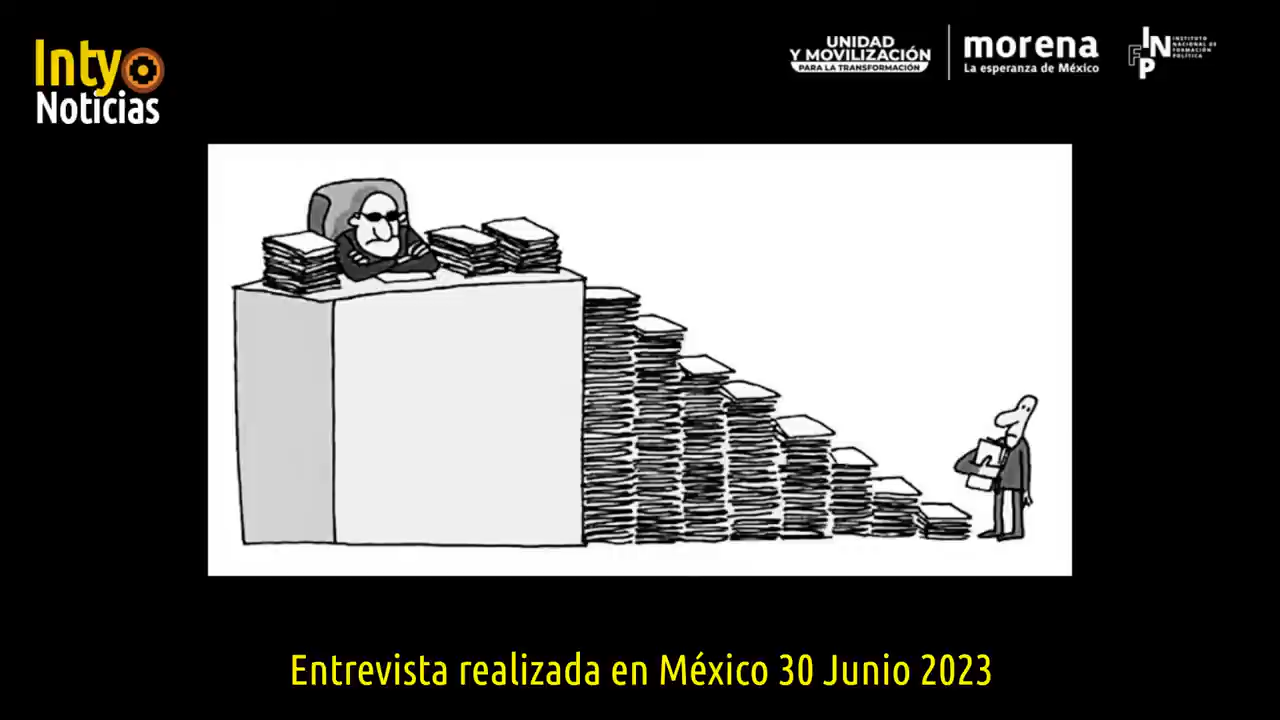 Inty
Noticias
UNIDAD
Y MOVILIZACIÓN
PARA LA TRANSFORMACIÓN
morena
La esperanza de México
INFP
INSTITUTO
NACIONAL DE
FORMACIÓN
POLÍTICA
Entrevista realizada en México 30 Junio 2023